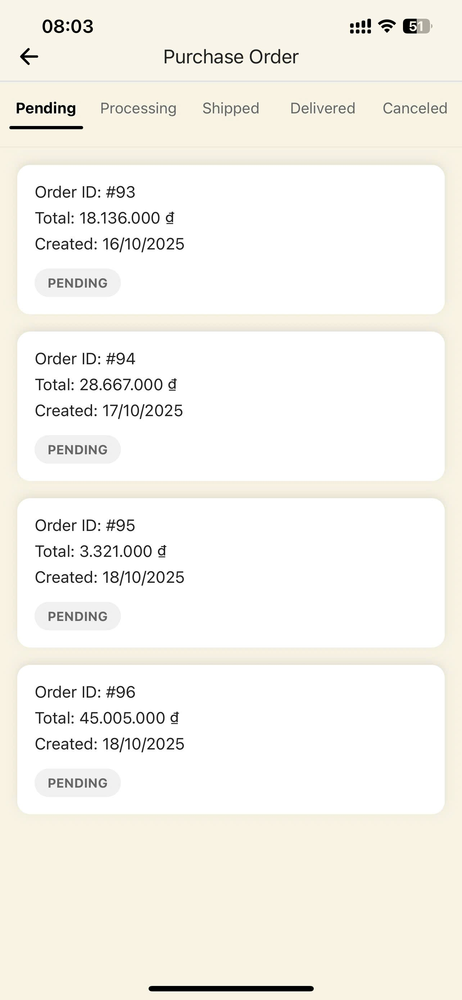 08:03
51
Purchase Order
Pending Processing Shipped Delivered Canceled
Order ID: #93
Total: 18.136.000 ₫
Created: 16/10/2025
PENDING
Order ID: #94
Total: 28.667.000 ₫
Created: 17/10/2025
PENDING
Order ID: #95
Total: 3.321.000 ₫
Created: 18/10/2025
PENDING
Order ID: #96
Total: 45.005.000 ₫
Created: 18/10/2025
PENDING